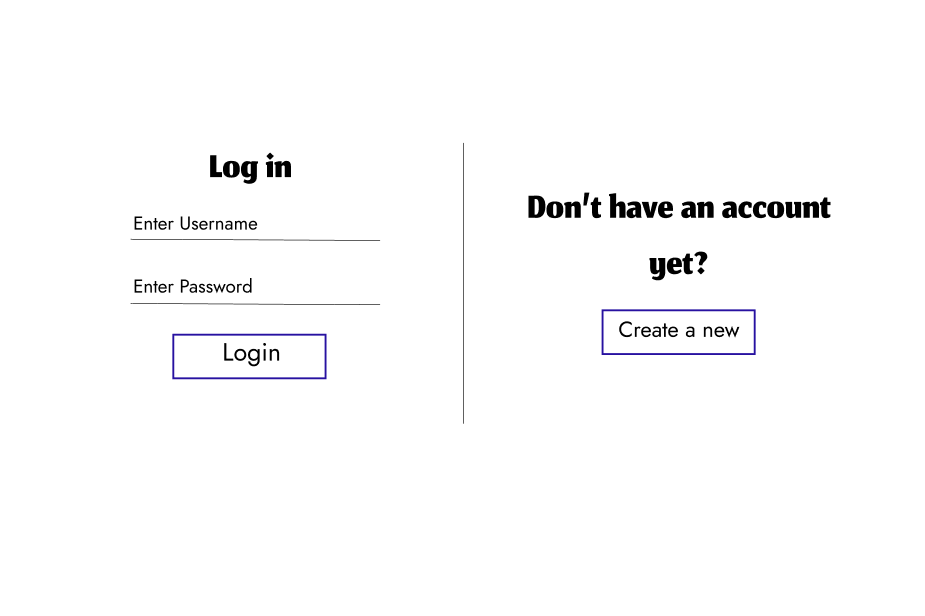 Log in
Enter Username
Enter Password
Login
Don't have an account
yet?
Create a new